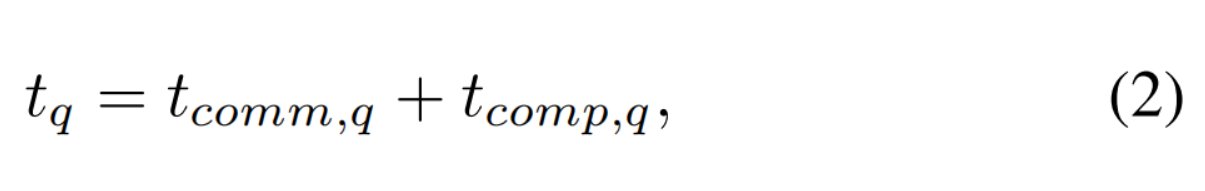 t_q = t_{comm,q} + t_{comp,q}, (2)